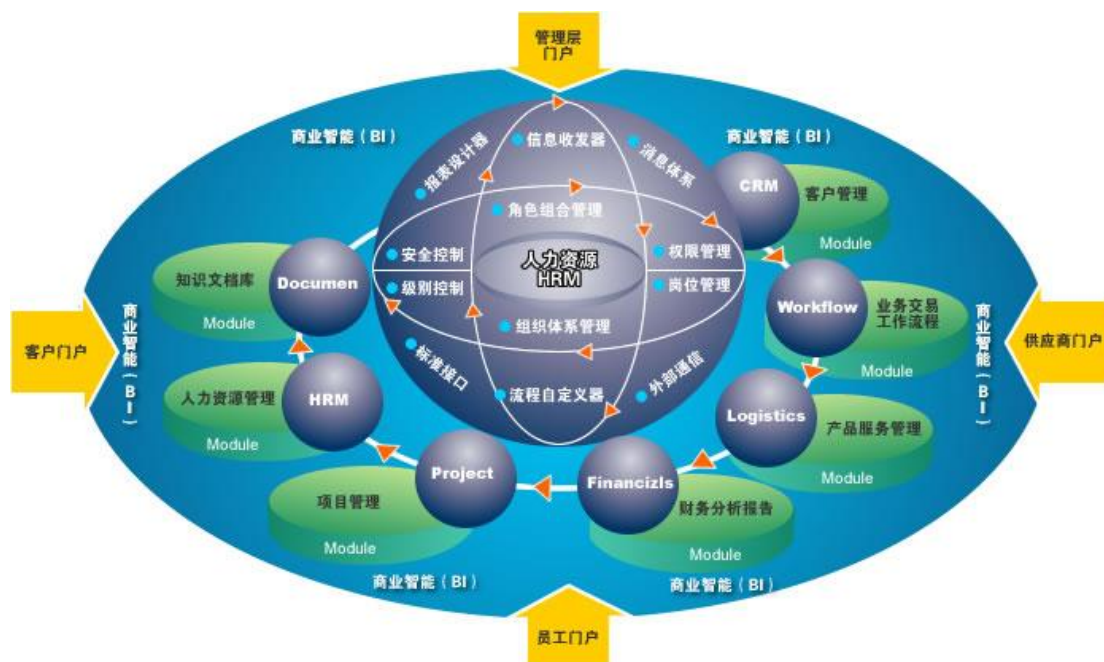 管理层
门户
商业智能（BI）
商业智能（BI）
报表设计器
信息收发器
消息体系
CRM
客户管理
Module
角色组合管理
安全控制
权限管理
人力资源
HRM
级别控制
岗位管理
组织体系管理
标准接口
流程自定义器
外部通信
知识文档库
Documen
Module
Workflow
业务交易
工作流程
Module
客户门户
商业智能（BI）
商业智能（BI）
供应商门户
人力资源管理
HRM
Module
Logistics
产品服务管理
Module
Project
项目管理
Module
Financizls
财务分析报告
Module
商业智能（BI）
商业智能（BI）
员工门户